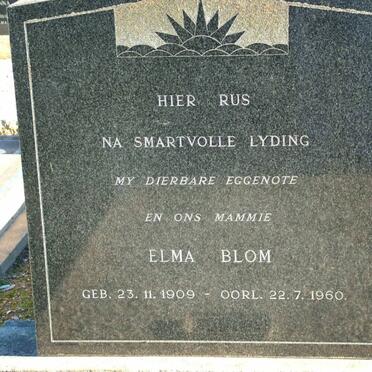 HIER RUS
NA SMARTVOLLE LYDING
MY DIERBARE EGGENOTE
EN ONS MAMMIE
ELMA BLOM
GEB. 23. 11. 1909 - OORL. 22. 7. 1960.